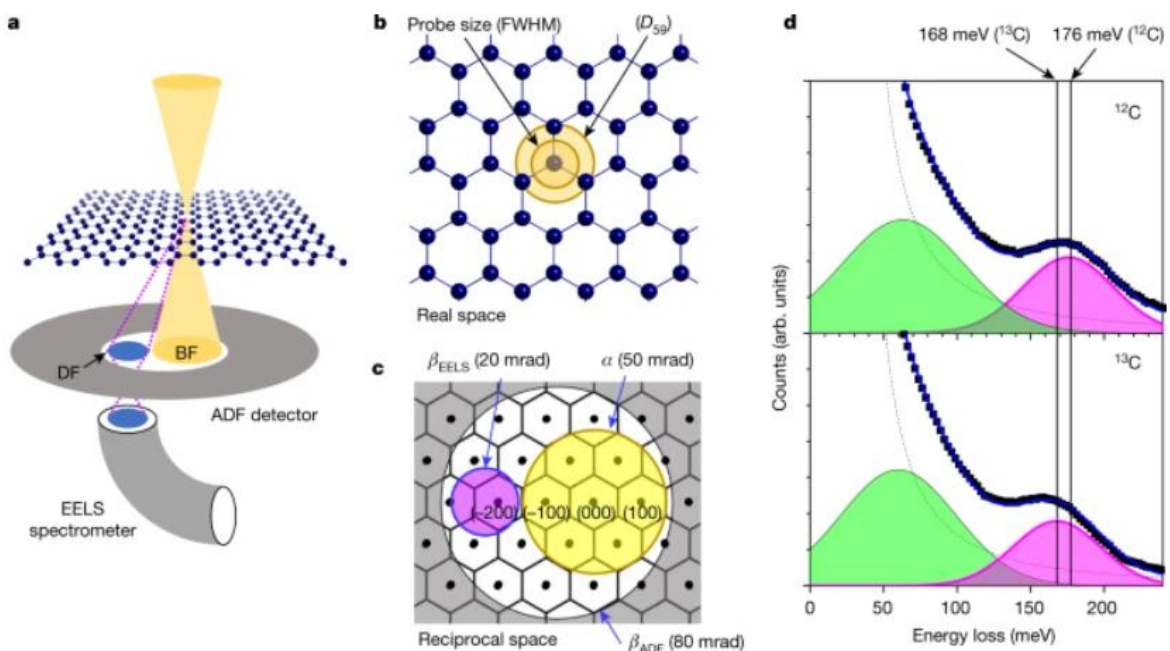 a
DF
BF
ADF detector
EELS
spectrometer
b
Probe size (FWHM)
(D₅₉)
Real space
c
β_EELS (20 mrad)
α (50 mrad)
(−200)
(−100)
(000)
(100)
Reciprocal space
β_ADF (80 mrad)
d
168 meV (¹³C)
176 meV (¹²C)
¹²C
¹³C
Counts (arb. units)
0
50
100
150
200
Energy loss (meV)